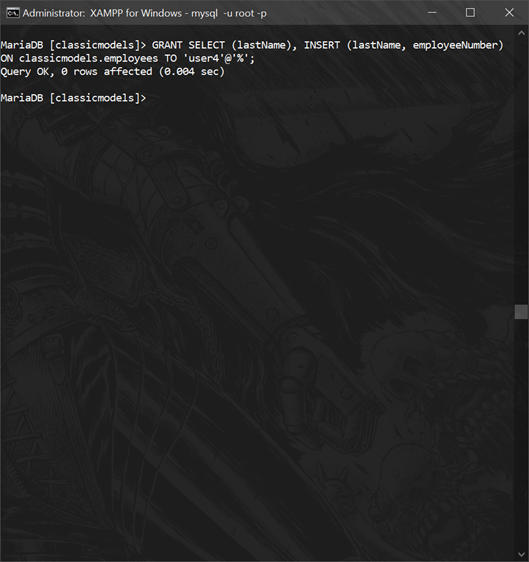 Administrator: XAMPP for Windows - mysql -u root -p
MariaDB [classicmodels]> GRANT SELECT (lastName), INSERT (lastName, employeeNumber)
ON classicmodels.employees TO 'user4'@'%';
Query OK, 0 rows affected (0.004 sec)
MariaDB [classicmodels]>